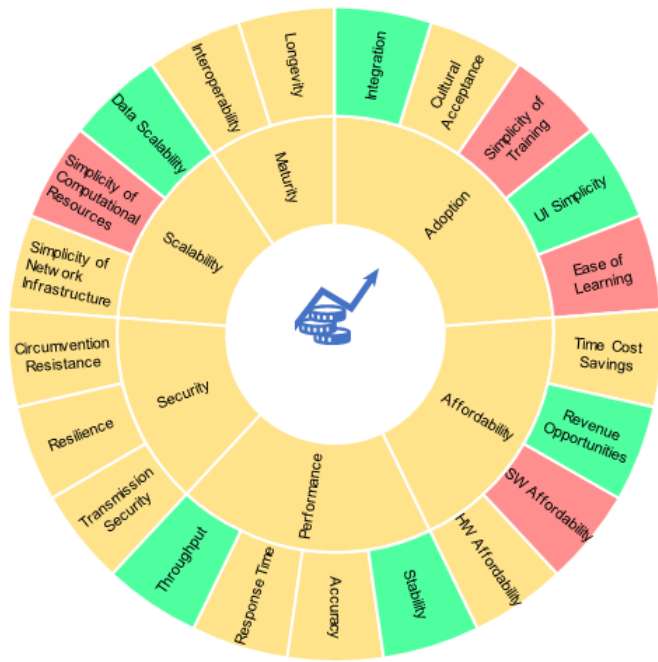 Integration
Cultural
Acceptance
Simplicity of
Training
UI Simplicity
Ease of
Learning
Time Cost
Savings
Revenue
Opportunities
SW Affordability
HW Affordability
Stability
Accuracy
Response Time
Throughput
Transmission
Security
Resilience
Circumvention
Resistance
Simplicity of
Network
Infrastructure
Simplicity of
Computational
Resources
Data Scalability
Interoperability
Longevity
Adoption
Affordability
Performance
Security
Scalability
Maturity